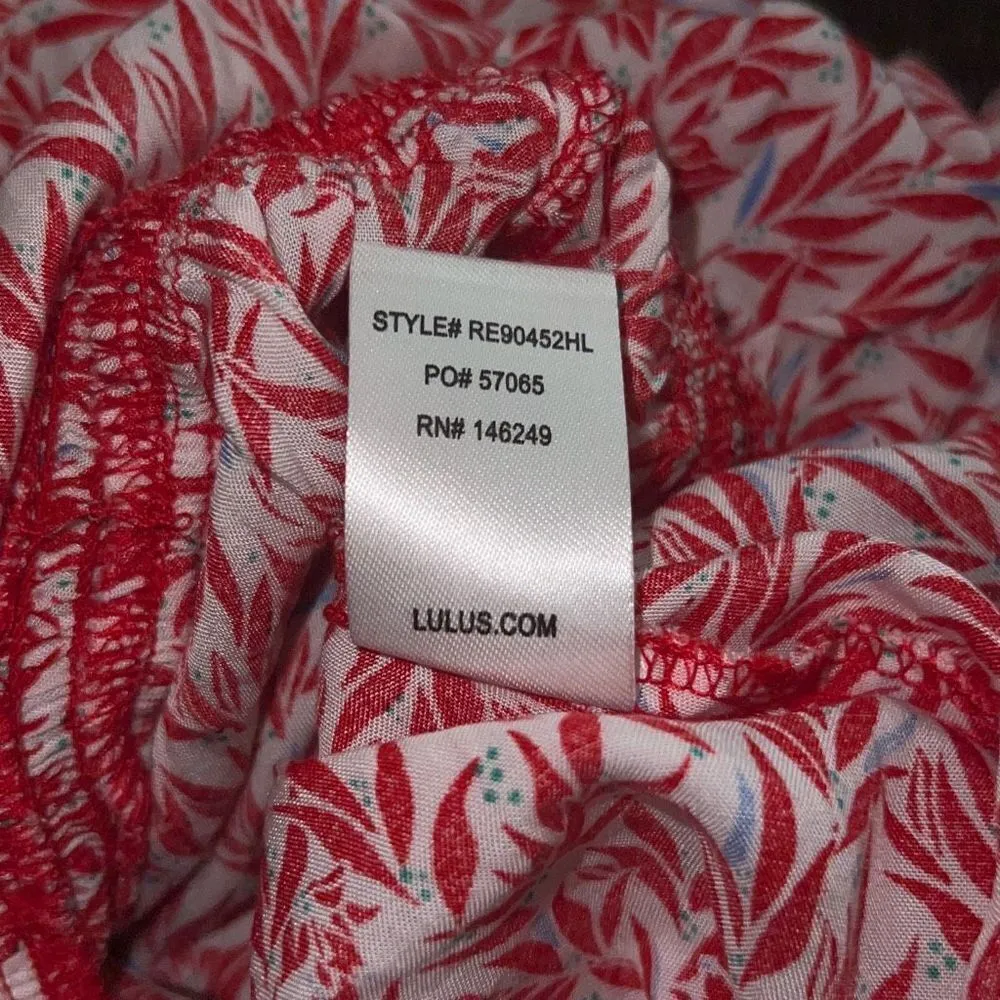 STYLE# RE90452HL
PO# 57065
RN# 146249
LULUS.COM